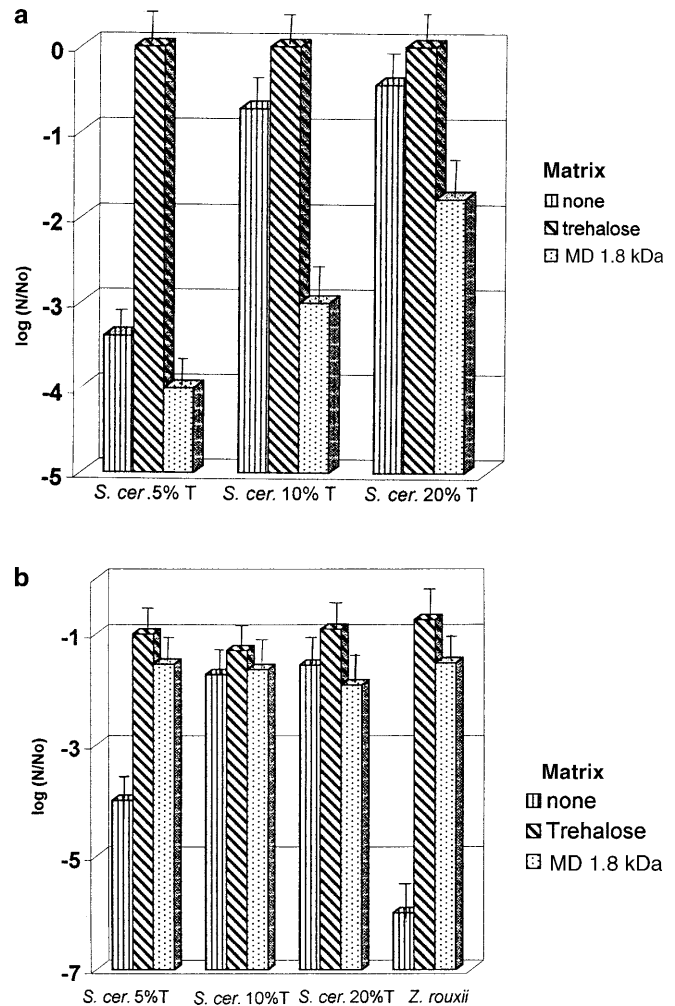 a
0
-1
-2
-3
-4
-5
log (N/No)
S. cer.5% T S. cer. 10% T S. cer. 20% T
Matrix
none
trehalose
MD 1.8 kDa
b
-1
-3
-5
-7
log (N/No)
S. cer. 5%T S. cer. 10%T S. cer. 20%T Z. rouxii
Matrix
none
Trehalose
MD 1.8 kDa